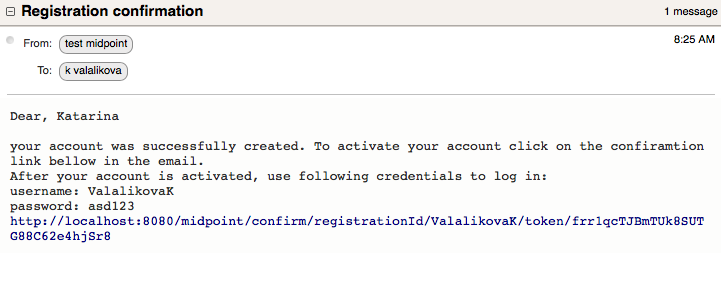 Registration confirmation
1 message
From: test midpoint
8:25 AM
To: k valalikova
Dear, Katarina
your account was successfully created. To activate your account click on the confiramtion
link bellow in the email.
After your account is activated, use following credentials to log in:
username: ValalikovaK
password: asd123
http://localhost:8080/midpoint/confirm/registrationId/ValalikovaK/token/frr1qcTJBmTUk8SUT
G88C62e4hjSr8